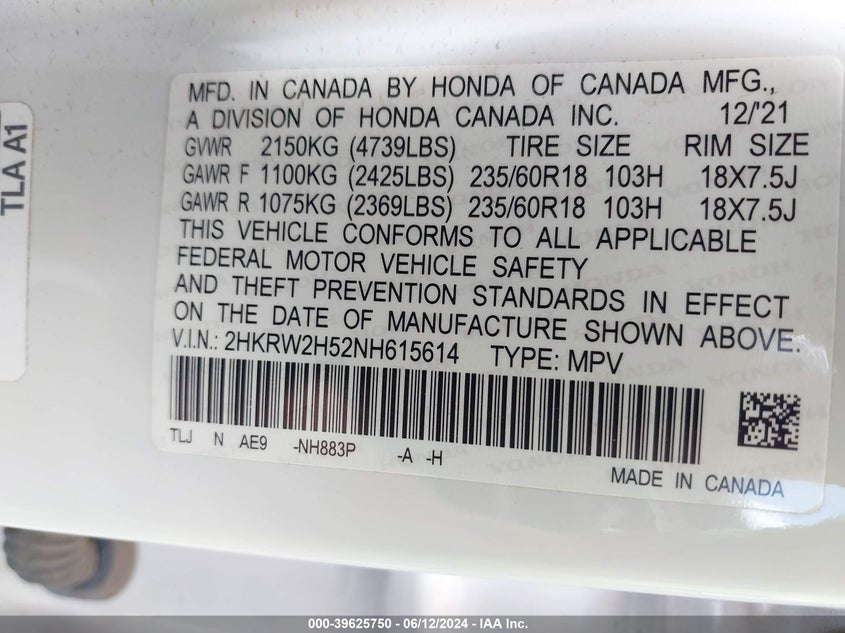 TLA A1
MFD. IN CANADA BY HONDA OF CANADA MFG.,
A DIVISION OF HONDA CANADA INC. 12/'21
GVWR 2150KG (4739LBS) TIRE SIZE RIM SIZE
GAWR F 1100KG (2425LBS) 235/60R18 103H 18X7.5J
GAWR R 1075KG (2369LBS) 235/60R18 103H 18X7.5J
THIS VEHICLE CONFORMS TO ALL APPLICABLE
FEDERAL MOTOR VEHICLE SAFETY
AND THEFT PREVENTION STANDARDS IN EFFECT
ON THE DATE OF MANUFACTURE SHOWN ABOVE.
V.I.N.: 2HKRW2H52NH615614 TYPE: MPV
TLJ N AE9 -NH883P -A -H
MADE IN CANADA
000-39625750 - 06/12/2024 - IAA Inc.